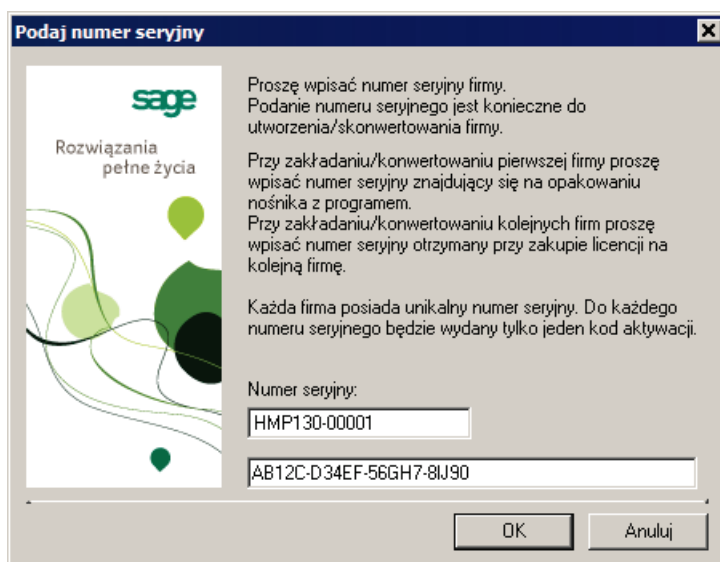 Podaj numer seryjny
sage
Rozwiązania
pełne życia
Proszę wpisać numer seryjny firmy.
Podanie numeru seryjnego jest konieczne do
utworzenia/skonwertowania firmy.
Przy zakładaniu/konwertowaniu pierwszej firmy proszę
wpisać numer seryjny znajdujący się na opakowaniu
nośnika z programem.
Przy zakładaniu/konwertowaniu kolejnych firm proszę
wpisać numer seryjny otrzymany przy zakupie licencji na
kolejną firmę.
Każda firma posiada unikalny numer seryjny. Do każdego
numeru seryjnego będzie wydany tylko jeden kod aktywacji.
Numer seryjny:
HMP130-00001
AB12C-D34EF-56GH7-8IJ90
OK
Anuluj